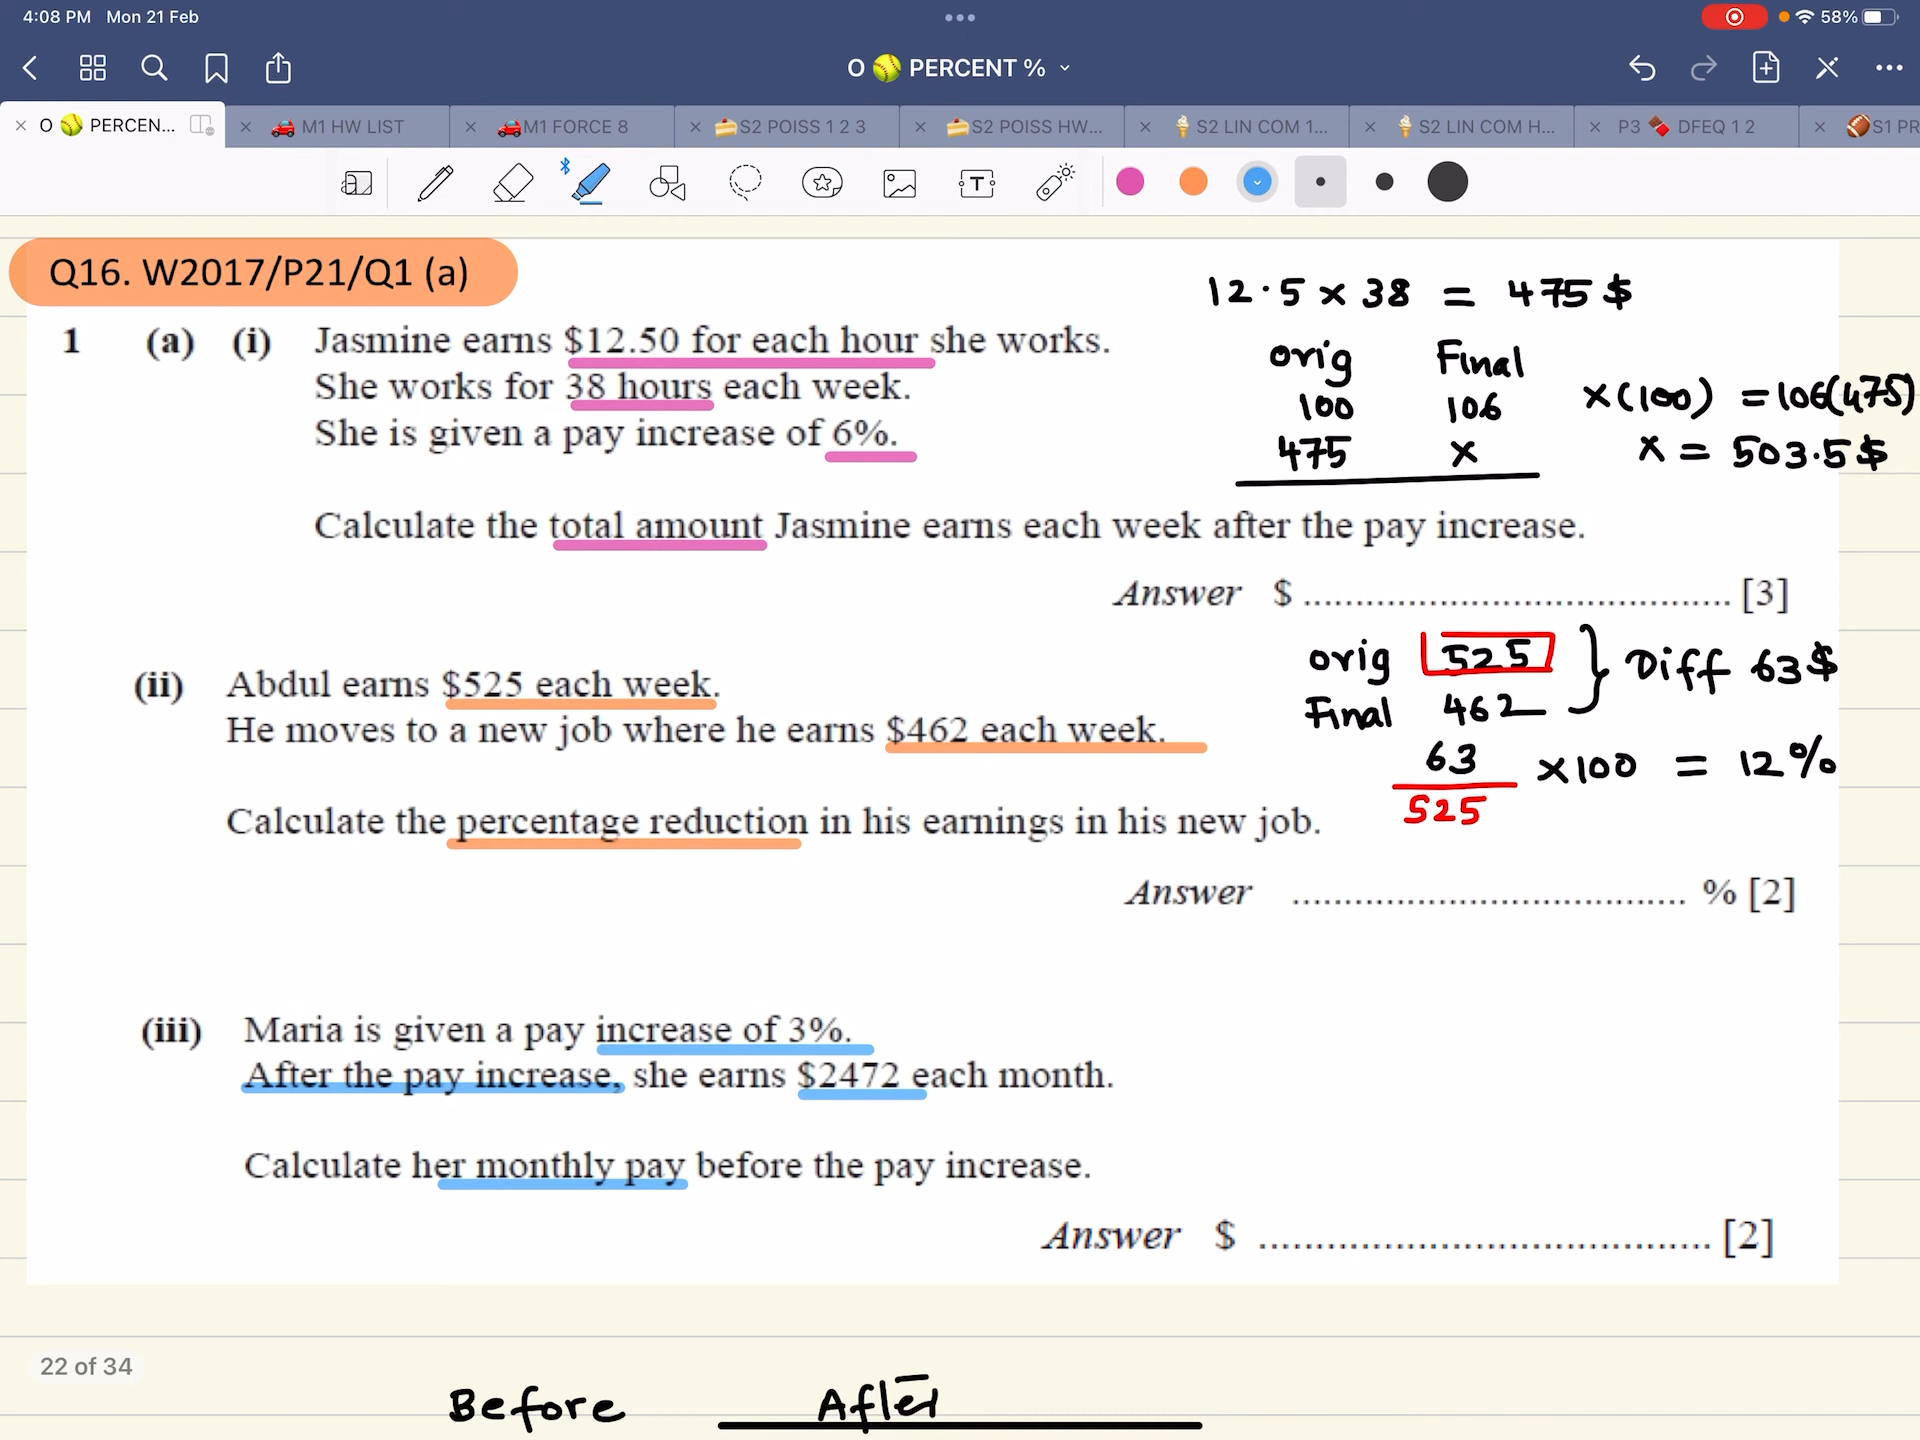 4:08 PM Mon 21 Feb
58%
O 🥎 PERCENT %
O 🥎 PERCEN...
🚗 M1 HW LIST
🚗M1 FORCE 8
🍰S2 POISS 1 2 3
🍰S2 POISS HW...
🍦 S2 LIN COM 1...
🍦 S2 LIN COM H...
P3 🍫 DFEQ 1 2
🏈S1 PR
Q16. W2017/P21/Q1 (a)
12.5 x 38 = 475 $
1 (a) (i) Jasmine earns $12.50 for each hour she works.
She works for 38 hours each week.
She is given a pay increase of 6%.
orig Final
100 106 x(100) = 106(475)
475 x x = 503.5 $
Calculate the total amount Jasmine earns each week after the pay increase.
Answer $ ........................................ [3]
(ii) Abdul earns $525 each week.
He moves to a new job where he earns $462 each week.
orig 525 } Diff 63 $
Final 462
63 x100 = 12%
525
Calculate the percentage reduction in his earnings in his new job.
Answer ........................................ % [2]
(iii) Maria is given a pay increase of 3%.
After the pay increase, she earns $2472 each month.
Calculate her monthly pay before the pay increase.
Answer $ ........................................ [2]
22 of 34
Before After